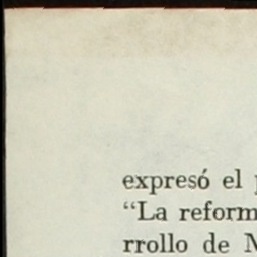 expresó el
“La reform
rrollo de